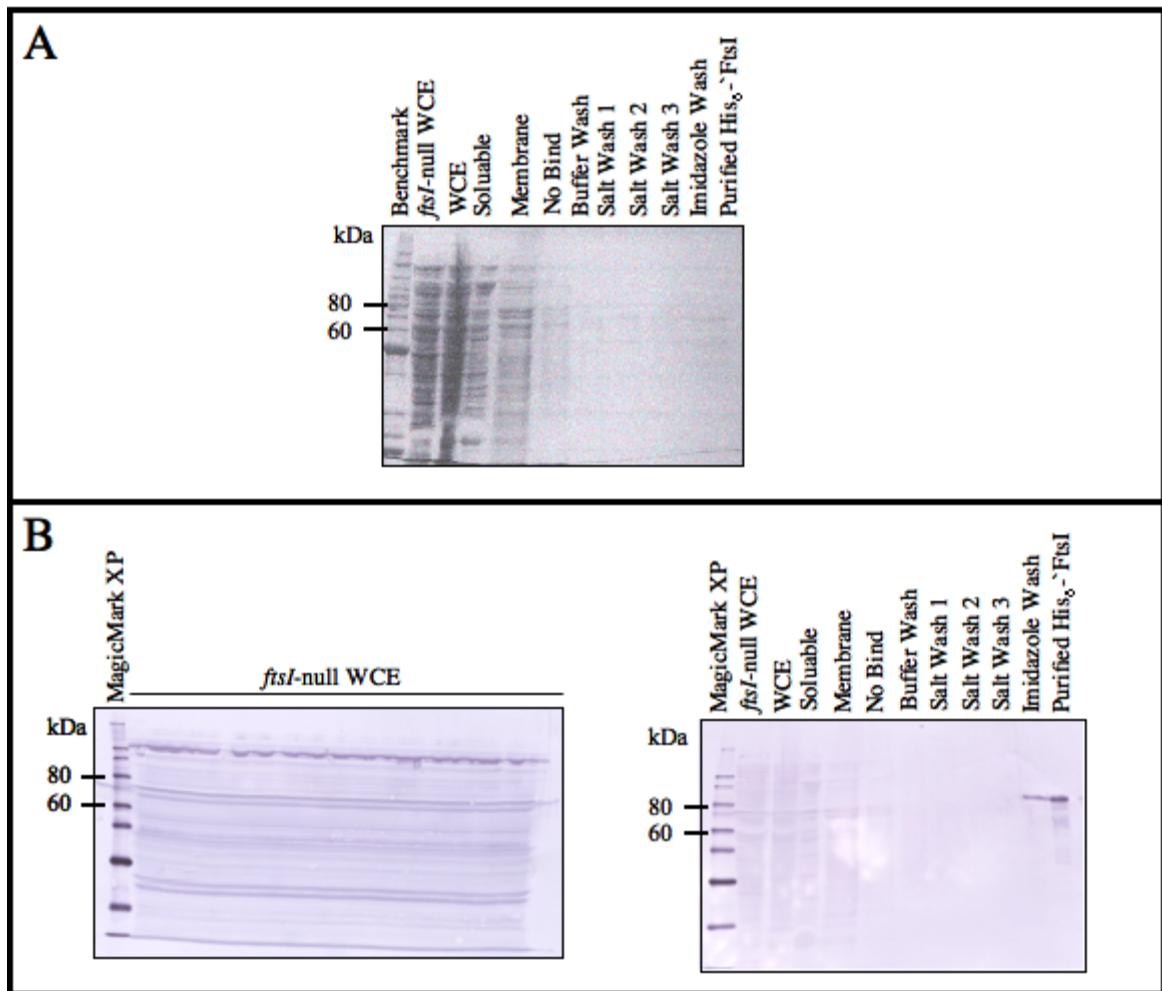 A
Benchmark
ftsI-null WCE
WCE
Soluable
Membrane
No Bind
Buffer Wash
Salt Wash 1
Salt Wash 2
Salt Wash 3
Imidazole Wash
Purified His6-`FtsI
kDa
80
60
B
MagicMark XP
ftsI-null WCE
kDa
80
60
MagicMark XP
ftsI-null WCE
WCE
Soluable
Membrane
No Bind
Buffer Wash
Salt Wash 1
Salt Wash 2
Salt Wash 3
Imidazole Wash
Purified His6-`FtsI
kDa
80
60